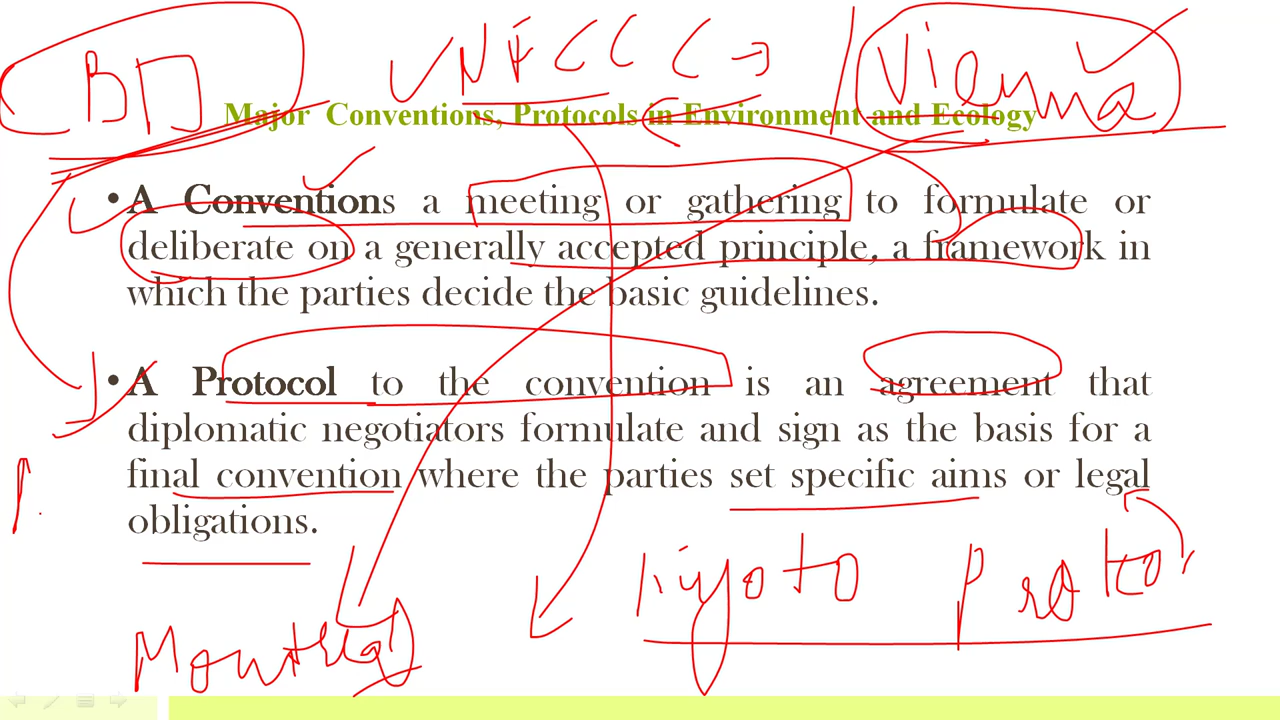 BD UNFCCC → / Vienna
Major Conventions, Protocols in Environment and Ecology
• A Conventions a meeting or gathering to formulate or
deliberate on a generally accepted principle, a framework in
which the parties decide the basic guidelines.
• A Protocol to the convention is an agreement that
diplomatic negotiators formulate and sign as the basis for a
final convention where the parties set specific aims or legal
obligations.
Kyoto Proto
Montreal